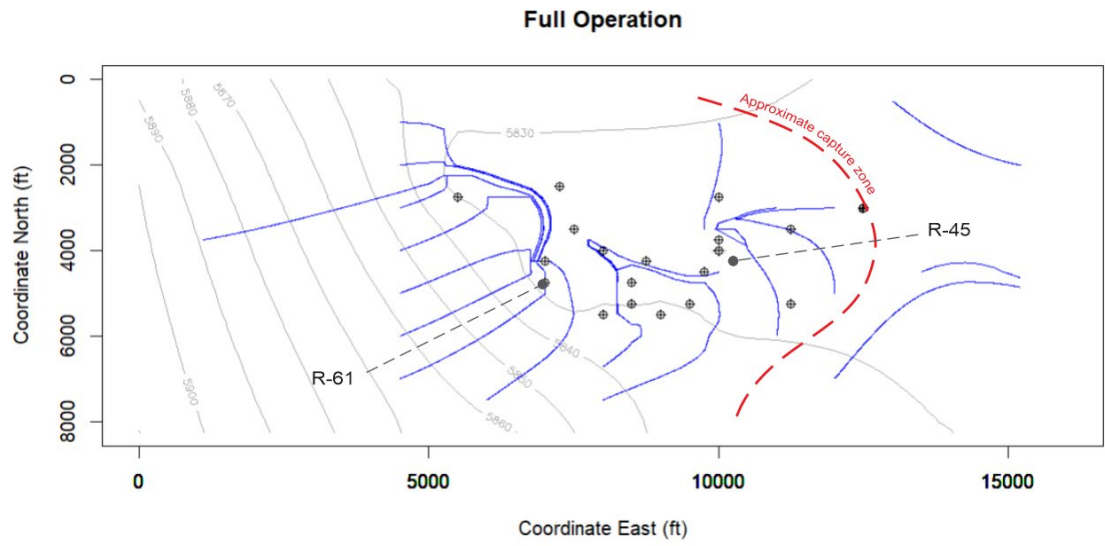 Full Operation
Coordinate North (ft)
0
2000
4000
6000
8000
5890
5880
5870
5830
Approximate capture zone
R-45
R-61
5840
5850
5860
5900
0
5000
10000
15000
Coordinate East (ft)